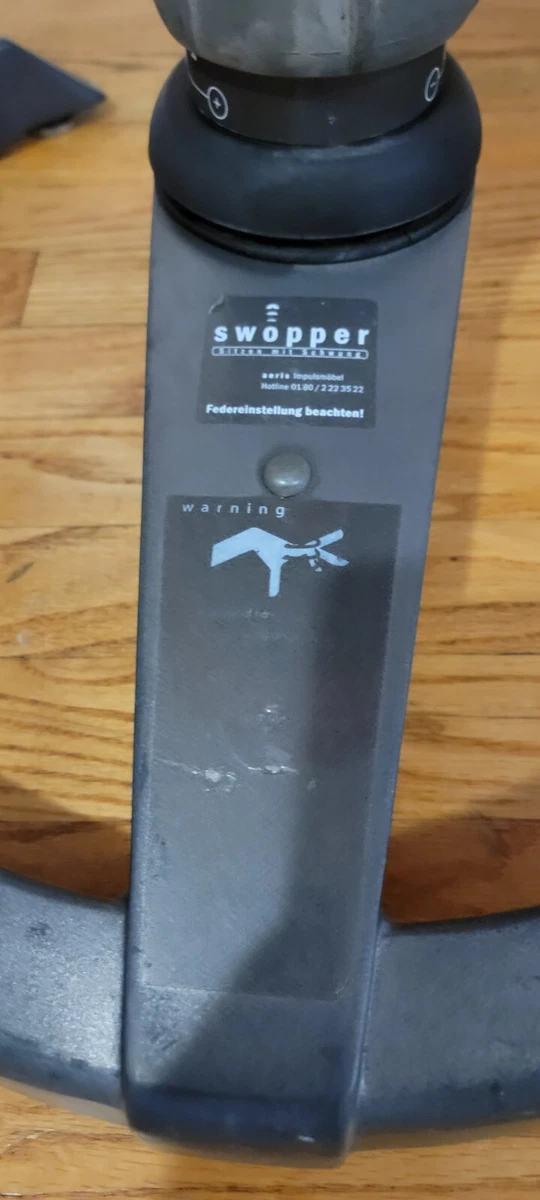 +
−
swopper
Sitzen mit Schwung
aeris Impulsmöbel
Hotline 01 80 / 2 22 35 22
Federeinstellung beachten!
warning